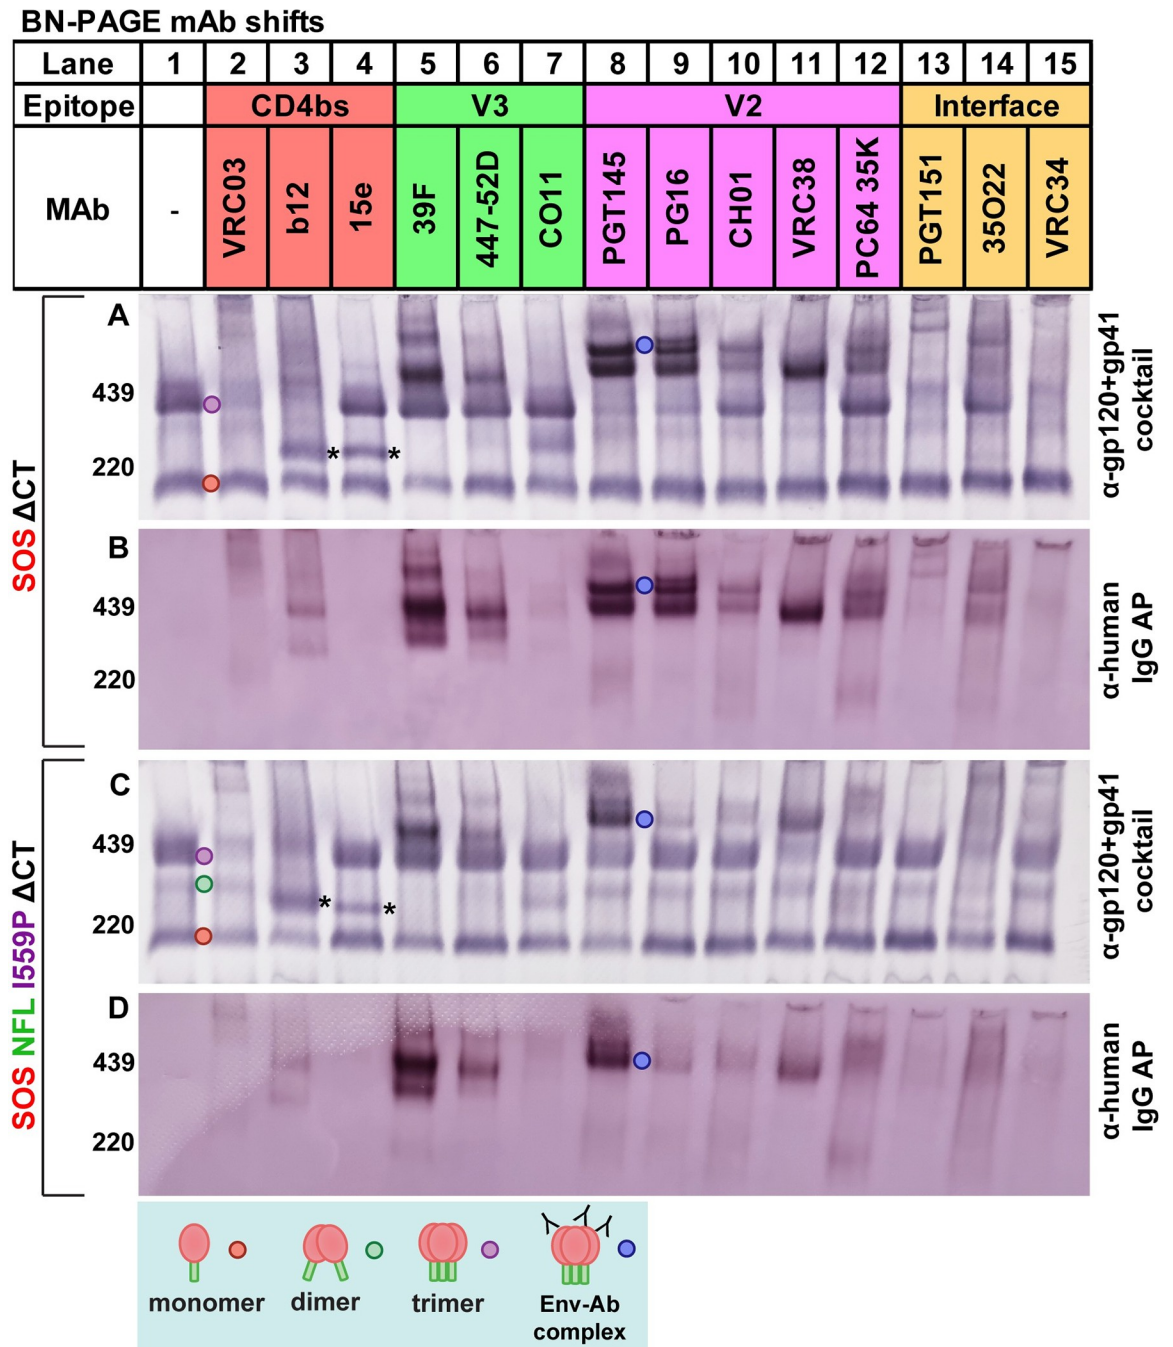 BN-PAGE mAb shifts
Lane 1 2 3 4 5 6 7 8 9 10 11 12 13 14 15
Epitope CD4bs V3 V2 Interface
MAb - VRC03 b12 15e 39F 447-52D CO11 PGT145 PG16 CH01 VRC38 PC64 35K PGT151 35O22 VRC34
SOS ΔCT
A
439
220
* *
α-gp120+gp41
cocktail
B
439
220
α-human
IgG AP
SOS NFL I559P ΔCT
C
439
220
* *
α-gp120+gp41
cocktail
D
439
220
α-human
IgG AP
monomer dimer trimer Env-Ab
complex